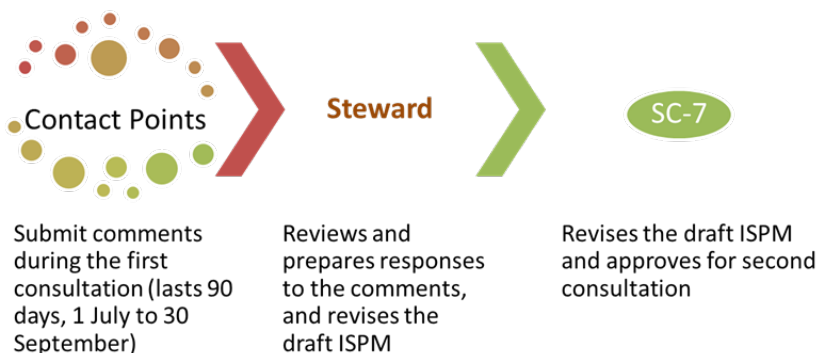 Contact Points
Steward
SC-7
Submit comments
during the first
consultation (lasts 90
days, 1 July to 30
September)
Reviews and
prepares responses
to the comments,
and revises the
draft ISPM
Revises the draft ISPM
and approves for second
consultation